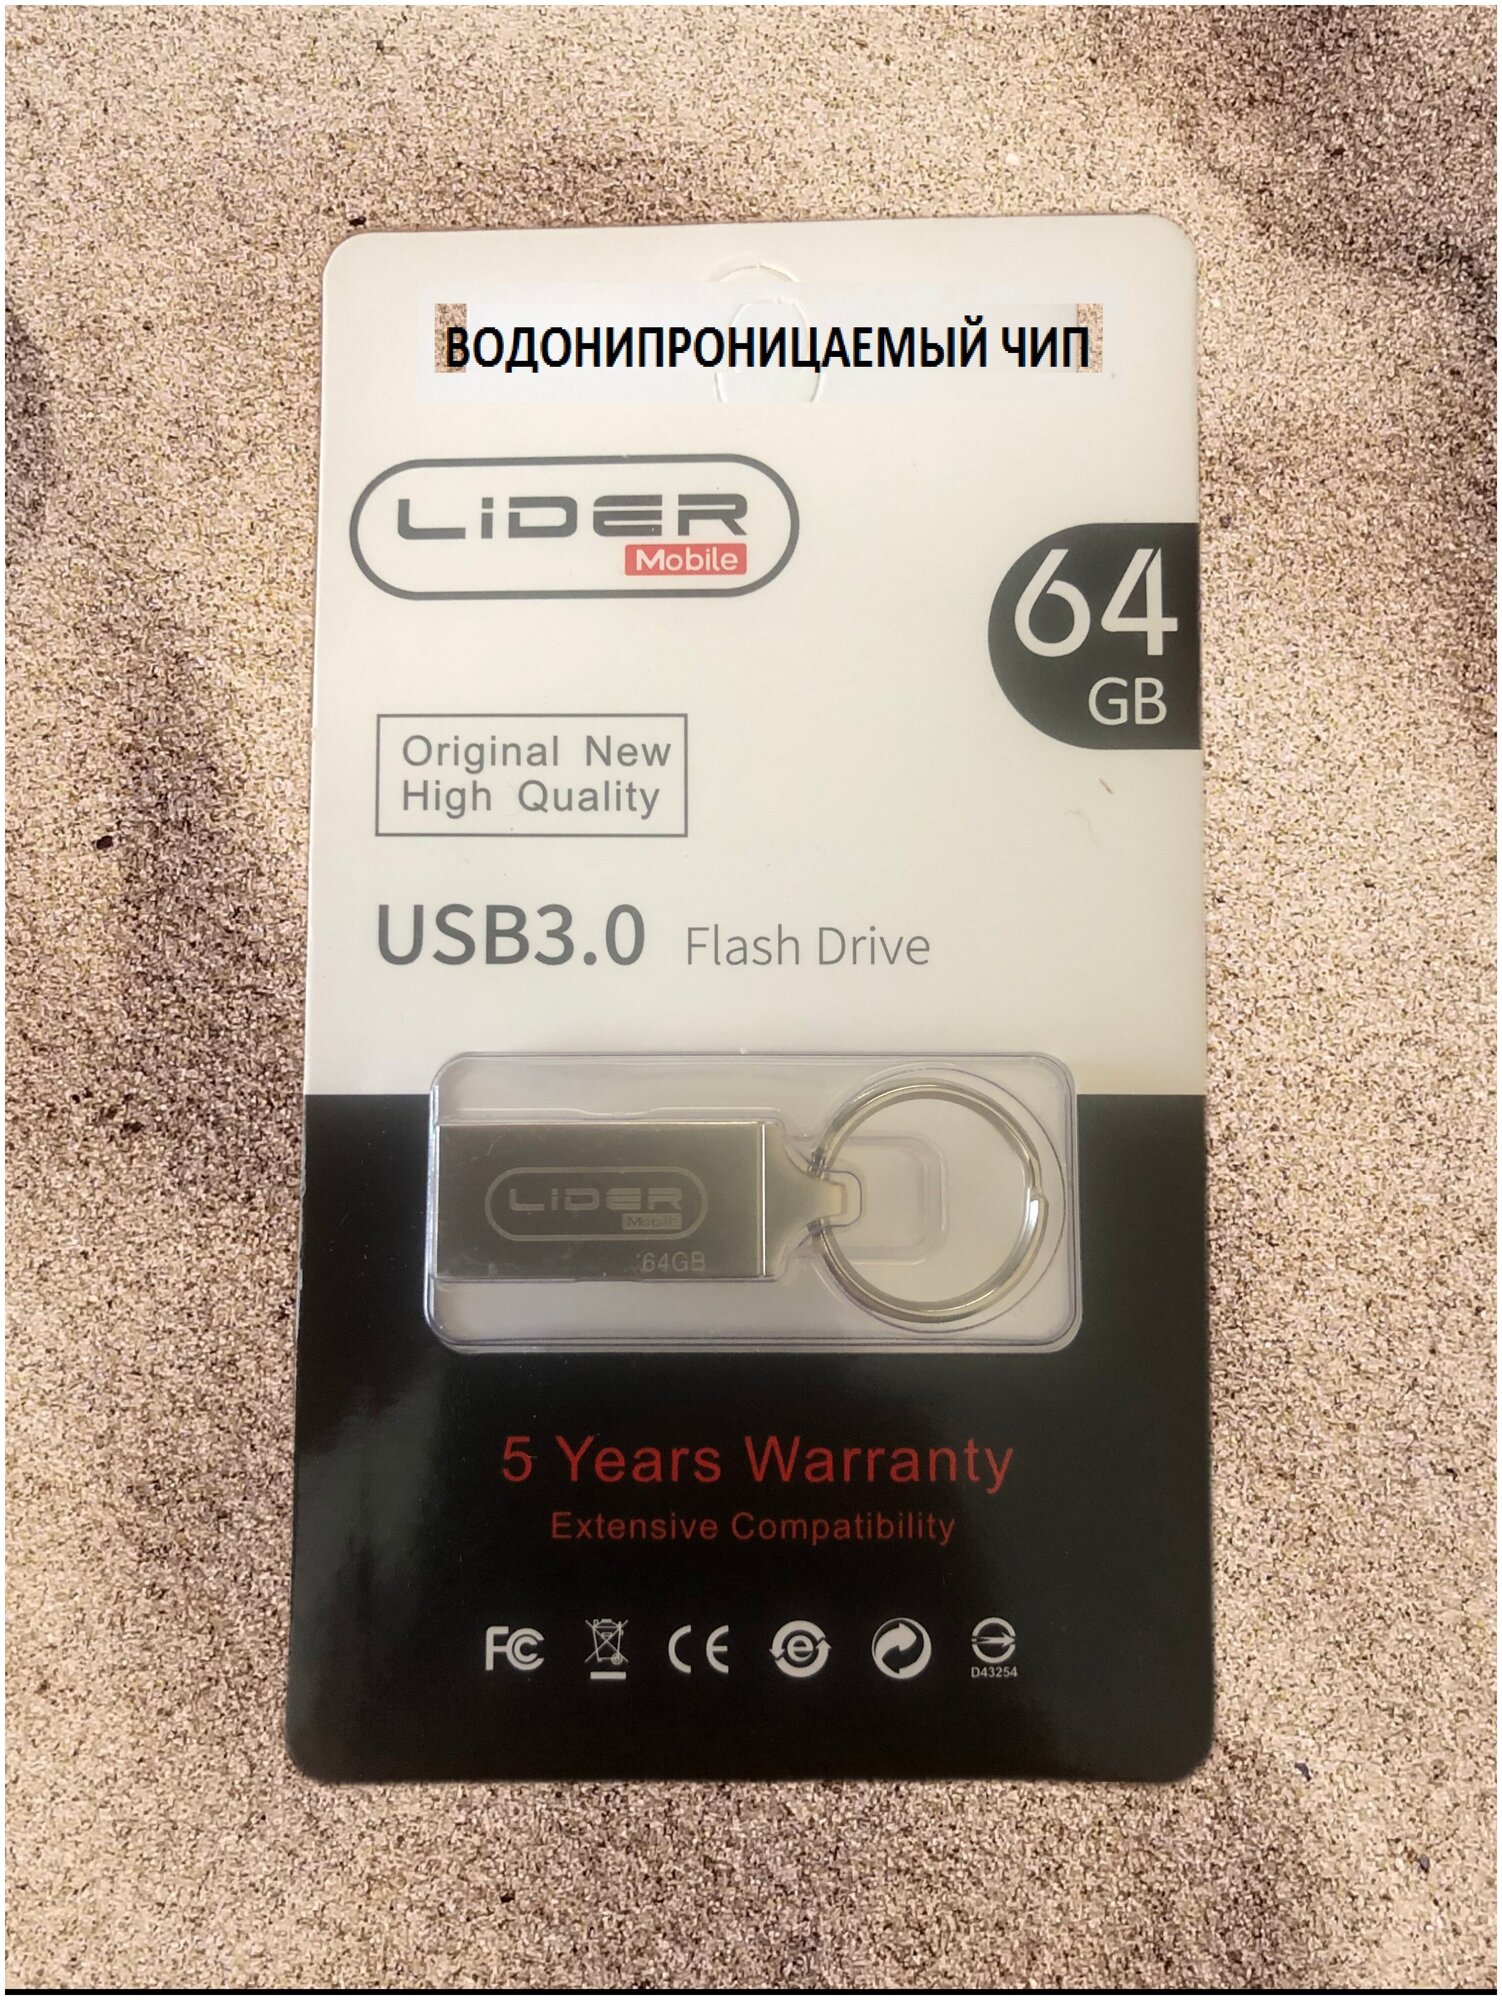 ВОДОНИПРОНИЦАЕМЫЙ ЧИП
LiDER
Mobile
64
GB
Original New
High Quality
USB3.0 Flash Drive
LiDER
Mobile
64GB
5 Years Warranty
Extensive Compatibility
FC CE e
D43254